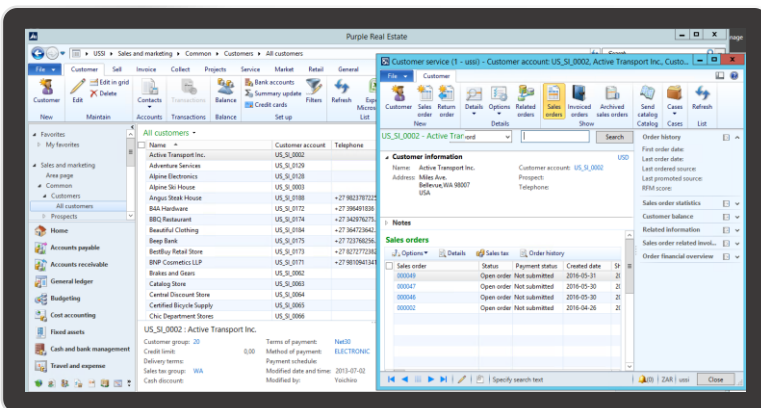 Purple Real Estate
USSI ▸ Sales and marketing ▸ Common ▸ Customers ▸ All customers
File Customer Sell Invoice Collect Projects Service Market Retail General
Customer
Edit
Edit in grid
Delete
Contacts
Transactions
Balance
Bank accounts
Summary update
Credit cards
Filters
Refresh
New Maintain Accounts Transactions Balance Set up List
Favorites
My favorites
Sales and marketing
Area page
Common
Customers
All customers
Prospects
Home
Accounts payable
Accounts receivable
General ledger
Budgeting
Cost accounting
Fixed assets
Cash and bank management
Travel and expense
All customers
Name Customer account Telephone
Active Transport Inc. US_SI_0002
Adventure Services US_SI_0129
Alpine Electronics US_SI_0128
Alpine Ski House US_SI_0003
Angus Steak House US_SI_0188
B4A Hardware US_SI_0172 +27 396491836
BBQ Restaurant US_SI_0174
Beautiful Clothing US_SI_0184
Beep Bank US_SI_0175
BestBuy Retail Store US_SI_0173
BNP Cosmetics LLP US_SI_0171
Brakes and Gears US_SI_0062
Catalog Store US_SI_0063
Central Discount Store US_SI_0064
Certified Bicycle Supply US_SI_0065
Chic Department Stores US_SI_0066
US_SI_0002 : Active Transport Inc.
Customer group: 20 Terms of payment: Net30
Credit limit: 0,00 Method of payment: ELECTRONIC
Delivery terms: Payment schedule:
Sales tax group: WA Modified date and time: 2013-07-02
Cash discount: Modified by: Yoichiro
Customer service (1 - ussi) - Customer account: US_SI_0002, Active Transport Inc., Custo...
File Customer
Customer
Sales order
Return order
Details
Options
Related orders
Sales orders
Invoiced orders
Archived sales orders
Send catalog
Cases
Refresh
New Details Show Catalog Cases List
US_SI_0002 - Active Tran
Search
Customer information USD
Name: Active Transport Inc. Customer account: US_SI_0002
Address: Miles Ave. Prospect:
Bellevue, WA 98007 Telephone:
USA
Notes
Sales orders
Options Details Sales tax Order history
Sales order Status Payment status Created date
000049 Open order Not submitted 2016-05-31
000047 Open order Not submitted 2016-05-30
000046 Open order Not submitted 2016-05-30
000002 Open order Not submitted 2016-04-26
Order history
First order date:
Last order date:
Last ordered source:
Last promoted source:
RFM score:
Sales order statistics
Customer balance
Related information
Sales order related invoi...
Order financial overview
Specify search text
(0) ZAR ussi Close